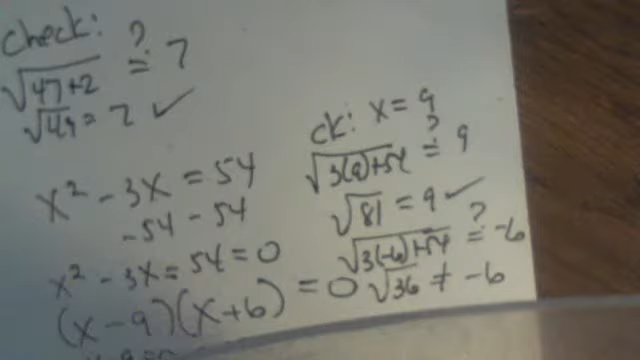 Check:
√47+2 ?= 7
√49 = 7 ✓
x² - 3x = 54
-54 - 54
x² - 3x = 54 = 0
(x - 9)(x + 6) = 0
ck: x = 9
√3(9)+54 ?= 9
√81 = 9 ✓
√3(-6)+54 ?= -6
√36 ≠ -6